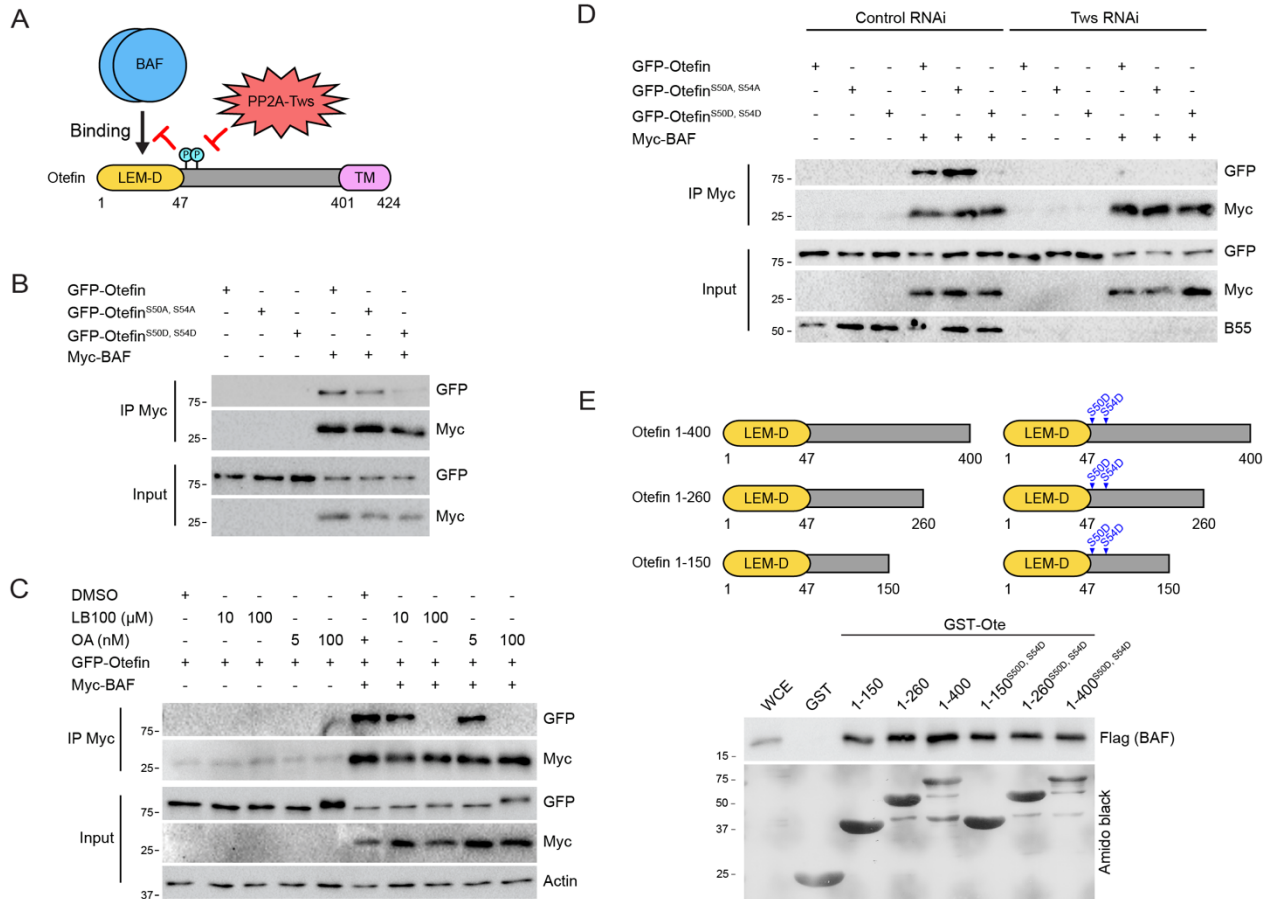 A
BAF
PP2A-Tws
Binding
P P
Otefin LEM-D TM
1 47 401 424
B
GFP-Otefin + - - + - -
GFP-Otefin^S50A, S54A - + - - + -
GFP-Otefin^S50D, S54D - - + - - +
Myc-BAF - - - + + +
IP Myc
75- GFP
25- Myc
Input
75- GFP
25- Myc
C
DMSO + - - - - + - - - -
LB100 (µM) - 10 100 - - - 10 100 - -
OA (nM) - - - 5 100 + - - 5 100
GFP-Otefin + + + + + + + + + +
Myc-BAF - - - - - + + + + +
IP Myc
75- GFP
25- Myc
Input
75- GFP
25- Myc
37- Actin
D
Control RNAi Tws RNAi
GFP-Otefin + - - + - - + - - + - -
GFP-Otefin^S50A, S54A - + - - + - - + - - + -
GFP-Otefin^S50D, S54D - - + - - + - - + - - +
Myc-BAF - - - + + + - - - + + +
IP Myc
75- GFP
25- Myc
Input
75- GFP
25- Myc
50- B55
E
S50D S54D
Otefin 1-400 LEM-D LEM-D
1 47 400 1 47 400
S50D S54D
Otefin 1-260 LEM-D LEM-D
1 47 260 1 47 260
S50D S54D
Otefin 1-150 LEM-D LEM-D
1 47 150 1 47 150
GST-Ote
WCE GST 1-150 1-260 1-400 1-150^S50D, S54D 1-260^S50D, S54D 1-400^S50D, S54D
15- Flag (BAF)
75-
50-
37-
25-
Amido black